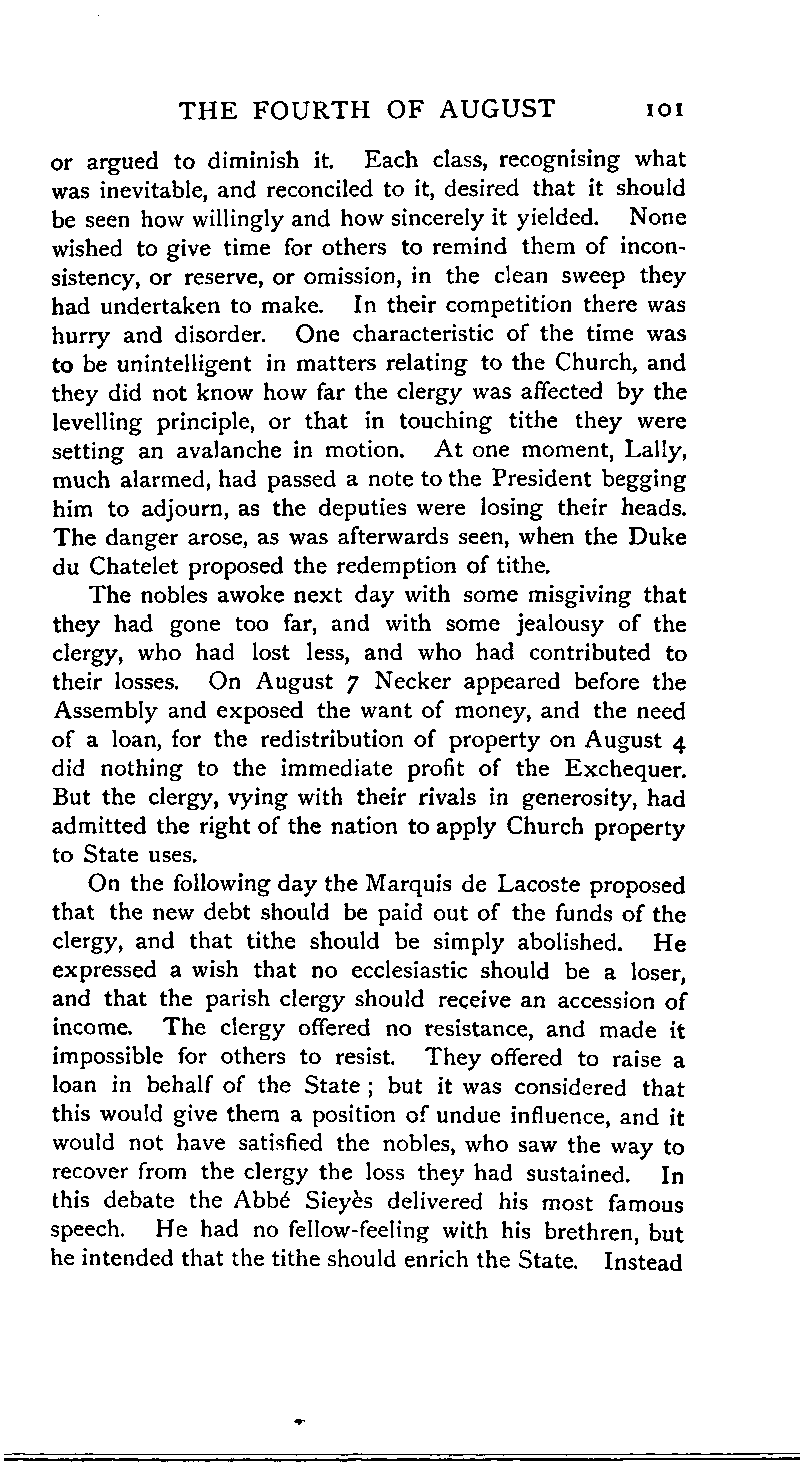 THE FOURTH OF AUGUST 101
or argued to diminish it. Each class, recognising what
was inevitable, and reconciled to it, desired that it should
be seen how willingly and how sincerely it yielded. None
wished to give time for others to remind them of incon-
sistency, or reserve, or omission, in the clean sweep they
had undertaken to make. In their competition there was
hurry and disorder. One characteristic of the time was
to be unintelligent in matters relating to the Church, and
they did not know how far the clergy was affected by the
levelling principle, or that in touching tithe they were
setting an avalanche in motion. At one moment, Lally,
much alarmed, had passed a note to the President begging
him to adjourn, as the deputies were losing their heads.
The danger arose, as was afterwards seen, when the Duke
du Chatelet proposed the redemption of tithe.
The nobles awoke next day with some misgiving that
they had gone too far, and with some jealousy of the
clergy, who had lost less, and who had contributed to
their losses. On August 7 Necker appeared before the
Assembly and exposed the want of money, and the need
of a loan, for the redistribution of property on August 4
did nothing to the immediate profit of the Exchequer.
But the clergy, vying with their rivals in generosity, had
admitted the right of the nation to apply Church property
to State uses.
On the following day the Marquis de Lacoste proposed
that the new debt should be paid out of the funds of the
clergy, and that tithe should be simply abolished. He
expressed a wish that no ecclesiastic should be a loser,
and that the parish clergy should receive an accession of
income. The clergy offered no resistance, and made it
impossible for others to resist. They offered to raise a
loan in behalf of the State ; but it was considered that
this would give them a position of undue influence, and it
would not have satisfied the nobles, who saw the way to
recover from the clergy the loss they had sustained. In
this debate the Abbé Sieyès delivered his most famous
speech. He had no fellow-feeling with his brethren, but
he intended that the tithe should enrich the State. Instead